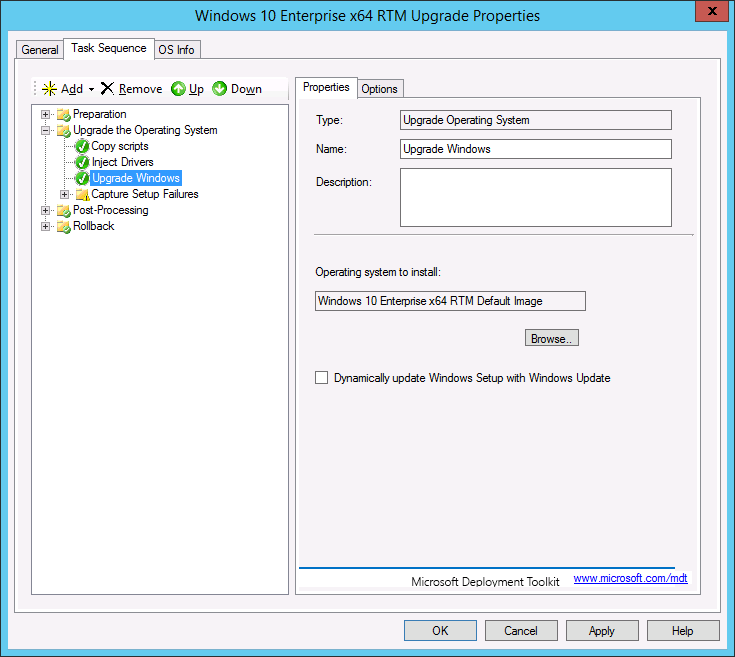 Windows 10 Enterprise x64 RTM Upgrade Properties
X
General
Task Sequence
OS Info
Add
Remove
Up
Down
Preparation
Upgrade the Operating System
Copy scripts
Inject Drivers
Upgrade Windows
Capture Setup Failures
Post-Processing
Rollback
Properties
Options
Type:
Upgrade Operating System
Name:
Upgrade Windows
Description:
Operating system to install:
Windows 10 Enterprise x64 RTM Default Image
Browse..
Dynamically update Windows Setup with Windows Update
Microsoft Deployment Toolkit
www.microsoft.com/mdt
OK
Cancel
Apply
Help